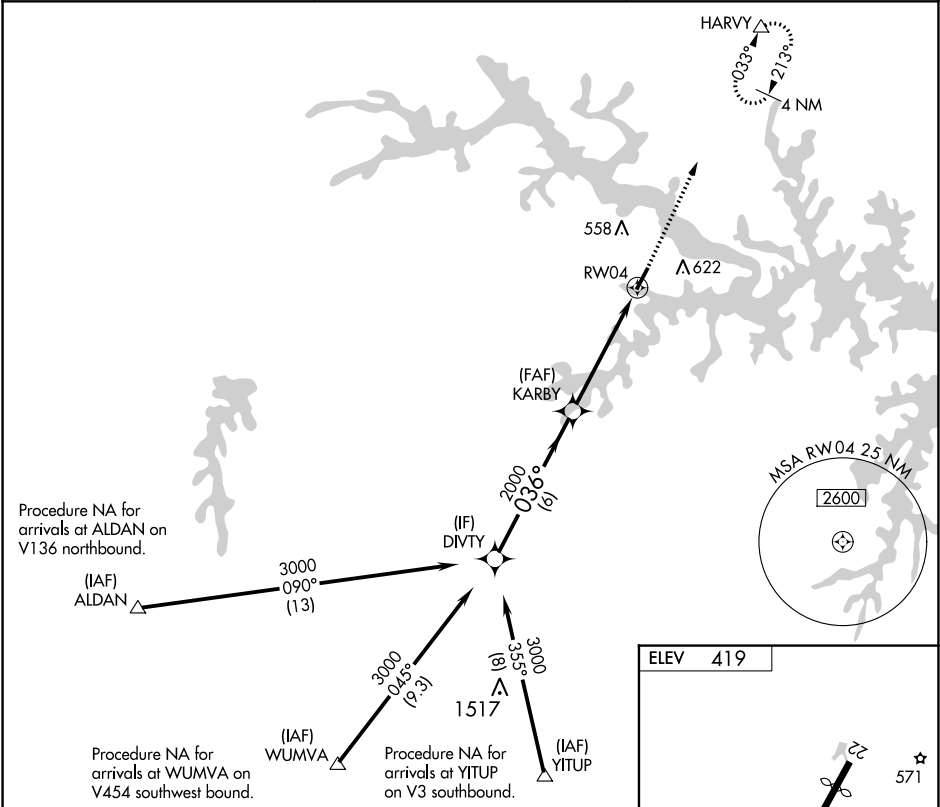 HARVY
033°
213°
4 NM
558
RW04
622
(FAF)
KARBY
MSA RW04 25 NM
2600
2000
036°
(6)
Procedure NA for
arrivals at ALDAN on
V136 northbound.
(IF)
DIVTY
(IAF)
ALDAN
3000
090°
(13)
3000
045°
(9.3)
3000
355°
(8)
1517
ELEV 419
(IAF)
WUMVA
(IAF)
YITUP
Procedure NA for
arrivals at WUMVA on
V454 southwest bound.
Procedure NA for
arrivals at YITUP
on V3 southbound.
22
571